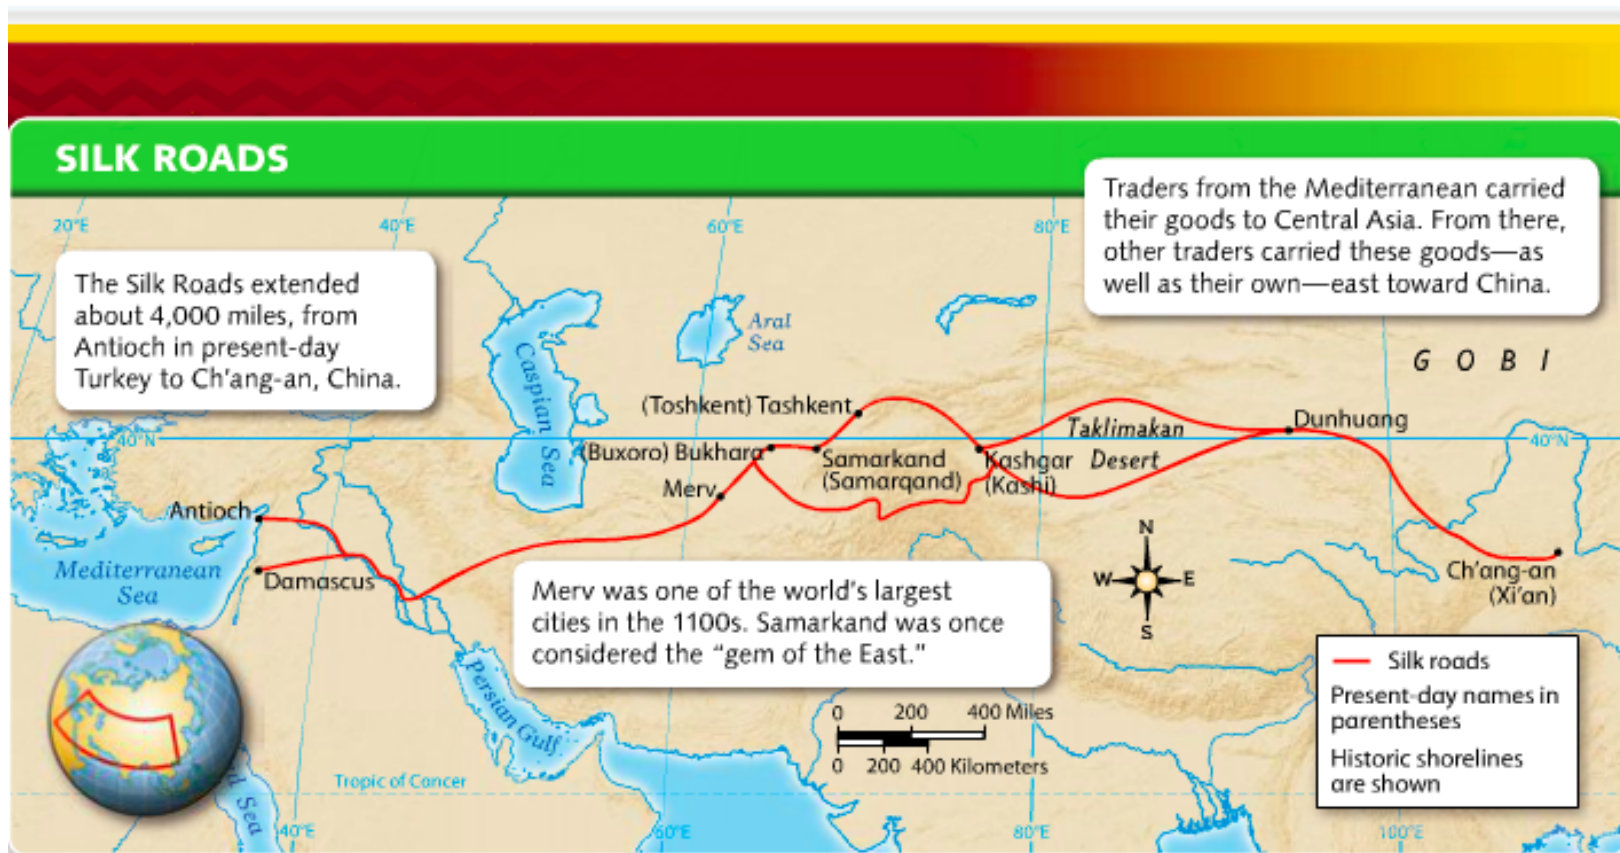 SILK ROADS
Traders from the Mediterranean carried
their goods to Central Asia. From there,
other traders carried these goods—as
well as their own—east toward China.
20°E
40°E
60°E
80°E
The Silk Roads extended
about 4,000 miles, from
Antioch in present-day
Turkey to Ch'ang-an, China.
Aral
Sea
Caspian
Sea
GOBI
(Toshkent) Tashkent
Taklimakan
Desert
Dunhuang
40°N
40°N
(Buxoro) Bukhara
Samarkand
(Samarqand)
Kashgar
(Kashi)
Merv
Antioch
Damascus
Mediterranean
Sea
N
W
E
S
Ch'ang-an
(Xi'an)
Merv was one of the world's largest
cities in the 1100s. Samarkand was once
considered the "gem of the East."
Persian Gulf
Silk roads
Present-day names in
parentheses
Historic shorelines
are shown
0 200 400 Miles
0 200 400 Kilometers
Tropic of Cancer
Sea
40°E
60°E
80°E
100°E